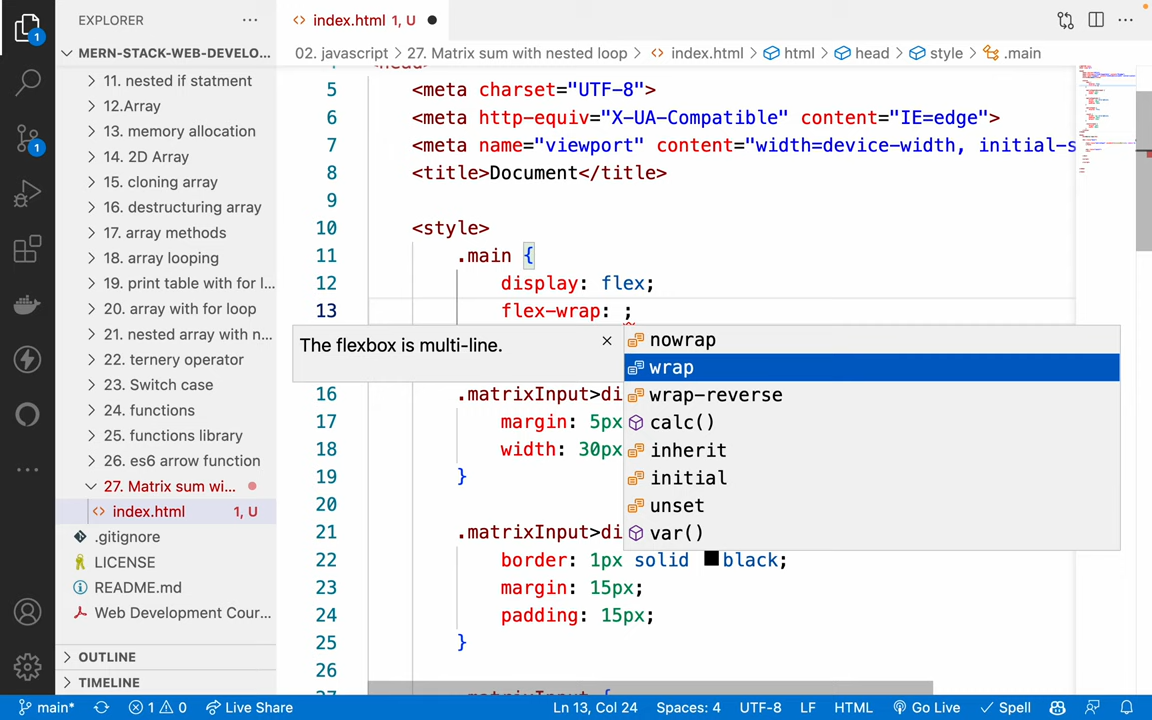 EXPLORER
MERN-STACK-WEB-DEVELO...
11. nested if statment
12.Array
13. memory allocation
14. 2D Array
15. cloning array
16. destructuring array
17. array methods
18. array looping
19. print table with for l...
20. array with for loop
21. nested array with n...
22. ternery operator
23. Switch case
24. functions
25. functions library
26. es6 arrow function
27. Matrix sum wi...
<> index.html 1, U
.gitignore
LICENSE
README.md
Web Development Cour...
OUTLINE
TIMELINE
1
1
<> index.html 1, U
02. javascript > 27. Matrix sum with nested loop > <> index.html > html > head > style > .main
5 <meta charset="UTF-8">
6 <meta http-equiv="X-UA-Compatible" content="IE=edge">
7 <meta name="viewport" content="width=device-width, initial-s
8 <title>Document</title>
9
10 <style>
11 .main {
12 display: flex;
13 flex-wrap: ;
The flexbox is multi-line. ×
nowrap
wrap
wrap-reverse
calc()
inherit
initial
unset
var()
16 .matrixInput>di
17 margin: 5px
18 width: 30px
19 }
20
21 .matrixInput>di
22 border: 1px solid black;
23 margin: 15px;
24 padding: 15px;
25 }
26
main* 1 0 Live Share Ln 13, Col 24 Spaces: 4 UTF-8 LF HTML Go Live Spell